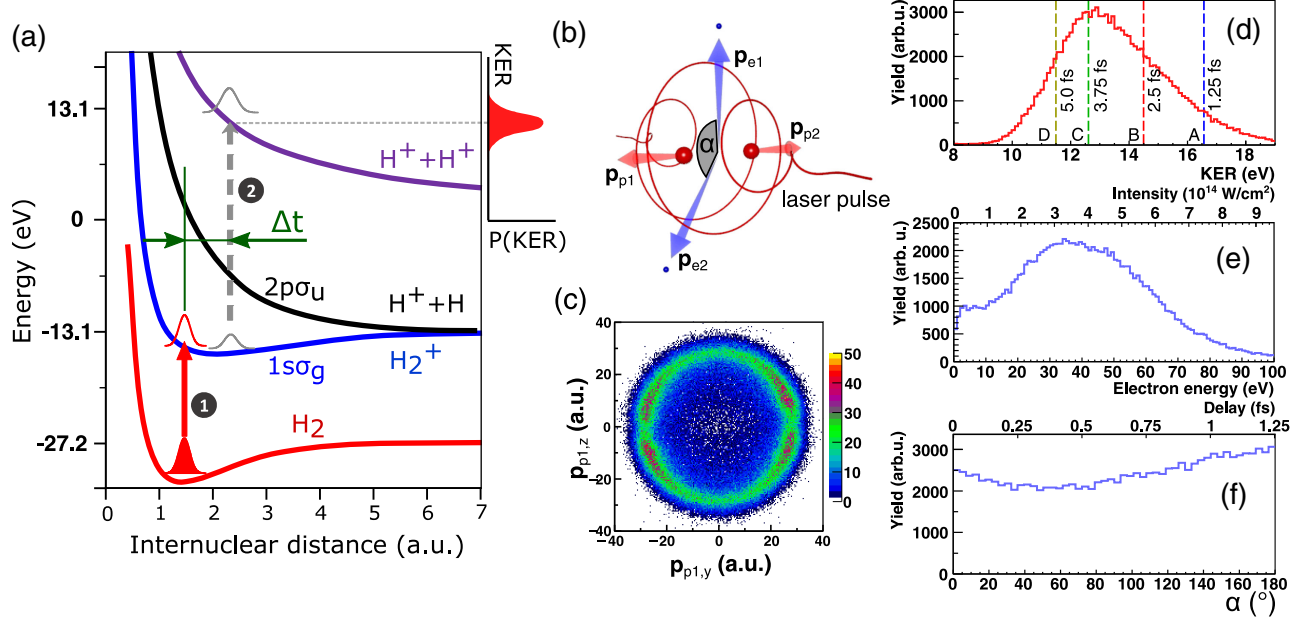 (a)
Energy (eV)
13.1
0
-13.1
-27.2
H⁺+H⁺
2
Δt
2pσu
H⁺+H
1sσg
H₂⁺
1
H₂
0 1 2 3 4 5 6 7
Internuclear distance (a.u.)
KER
P(KER)
(b)
pe1
pp2
α
pp1
laser pulse
pe2
(c)
pp1,z (a.u.)
40
20
0
−20
−40
−40 −20 0 20 40
pp1,y (a.u.)
50
40
30
20
10
0
(d)
Yield (arb.u.)
3000
2000
1000
0
5.0 fs
3.75 fs
2.5 fs
1.25 fs
D C B A
8 10 12 14 16 18
KER (eV)
Intensity (10¹⁴ W/cm²)
0 1 2 3 4 5 6 7 8 9
(e)
Yield (arb. u.)
2500
2000
1500
1000
500
0 10 20 30 40 50 60 70 80 90 100
Electron energy (eV)
Delay (fs)
0 0.25 0.5 0.75 1 1.25
(f)
Yield (arb.u.)
3000
2000
1000
0 20 40 60 80 100 120 140 160 180
α (°)